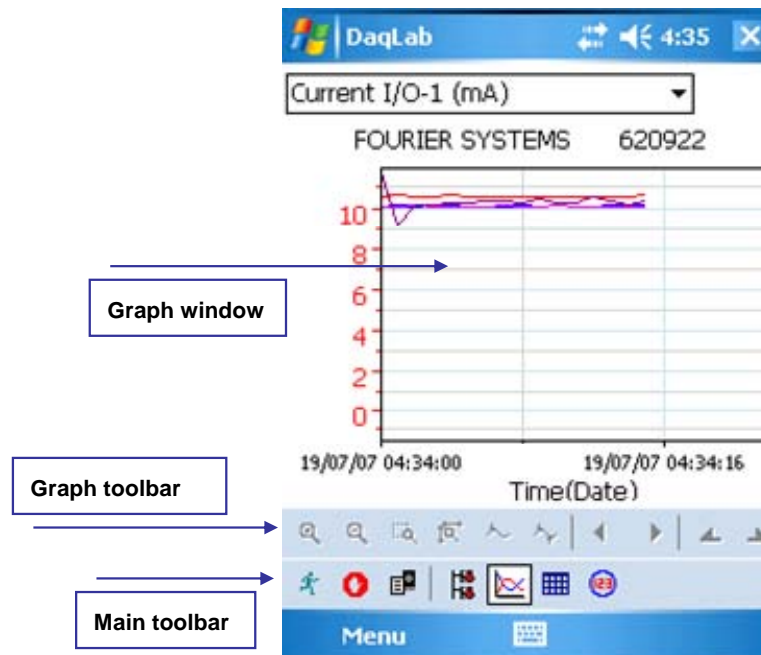 DaqLab 4:35
Current I/O-1 (mA)
FOURIER SYSTEMS 620922
10
8
6
4
2
0
Graph window
19/07/07 04:34:00 19/07/07 04:34:16
Time(Date)
Graph toolbar
123
Main toolbar
Menu